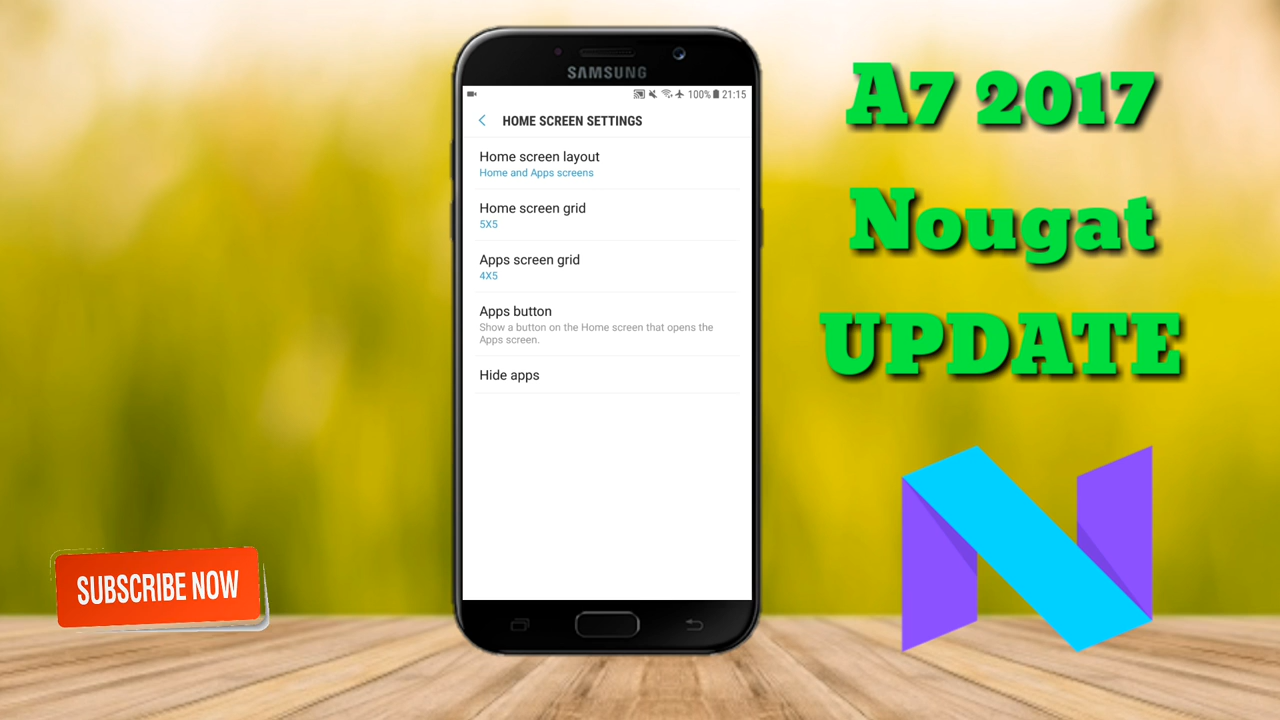 SAMSUNG
100% 21:15
HOME SCREEN SETTINGS
Home screen layout
Home and Apps screens
Home screen grid
5X5
Apps screen grid
4X5
Apps button
Show a button on the Home screen that opens the
Apps screen.
Hide apps
A7 2017
Nougat
UPDATE
SUBSCRIBE NOW